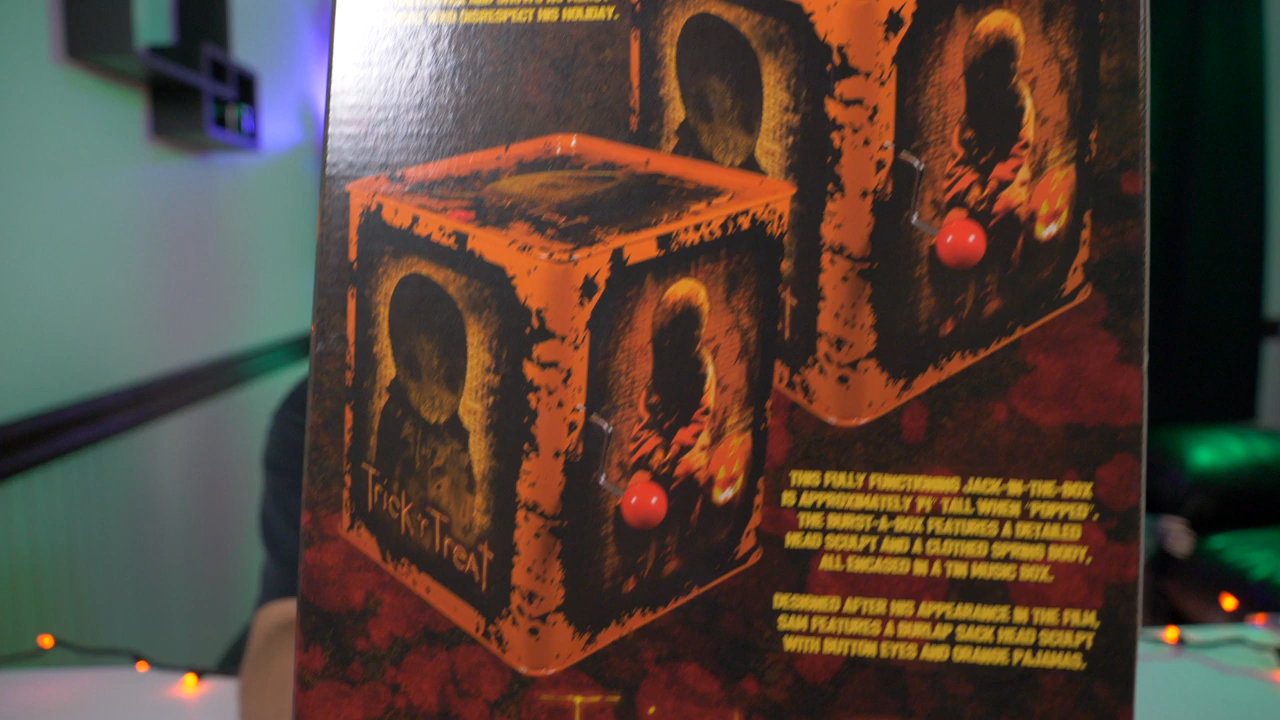 WHO DISRESPECT HIS HOLIDAY.
Trick 'r Treat
THIS FULLY FUNCTIONING JACK-IN-THE-BOX
IS APPROXIMATELY 14" TALL WHEN "POPPED".
THE BURST-A-BOX FEATURES A DETAILED
HEAD SCULPT AND A CLOTHED SPRING BODY,
ALL ENCASED IN A TIN MUSIC BOX.
DESIGNED AFTER HIS APPEARANCE IN THE FILM,
SAM FEATURES A BURLAP SACK HEAD SCULPT
WITH BUTTON EYES AND ORANGE PAJAMAS.